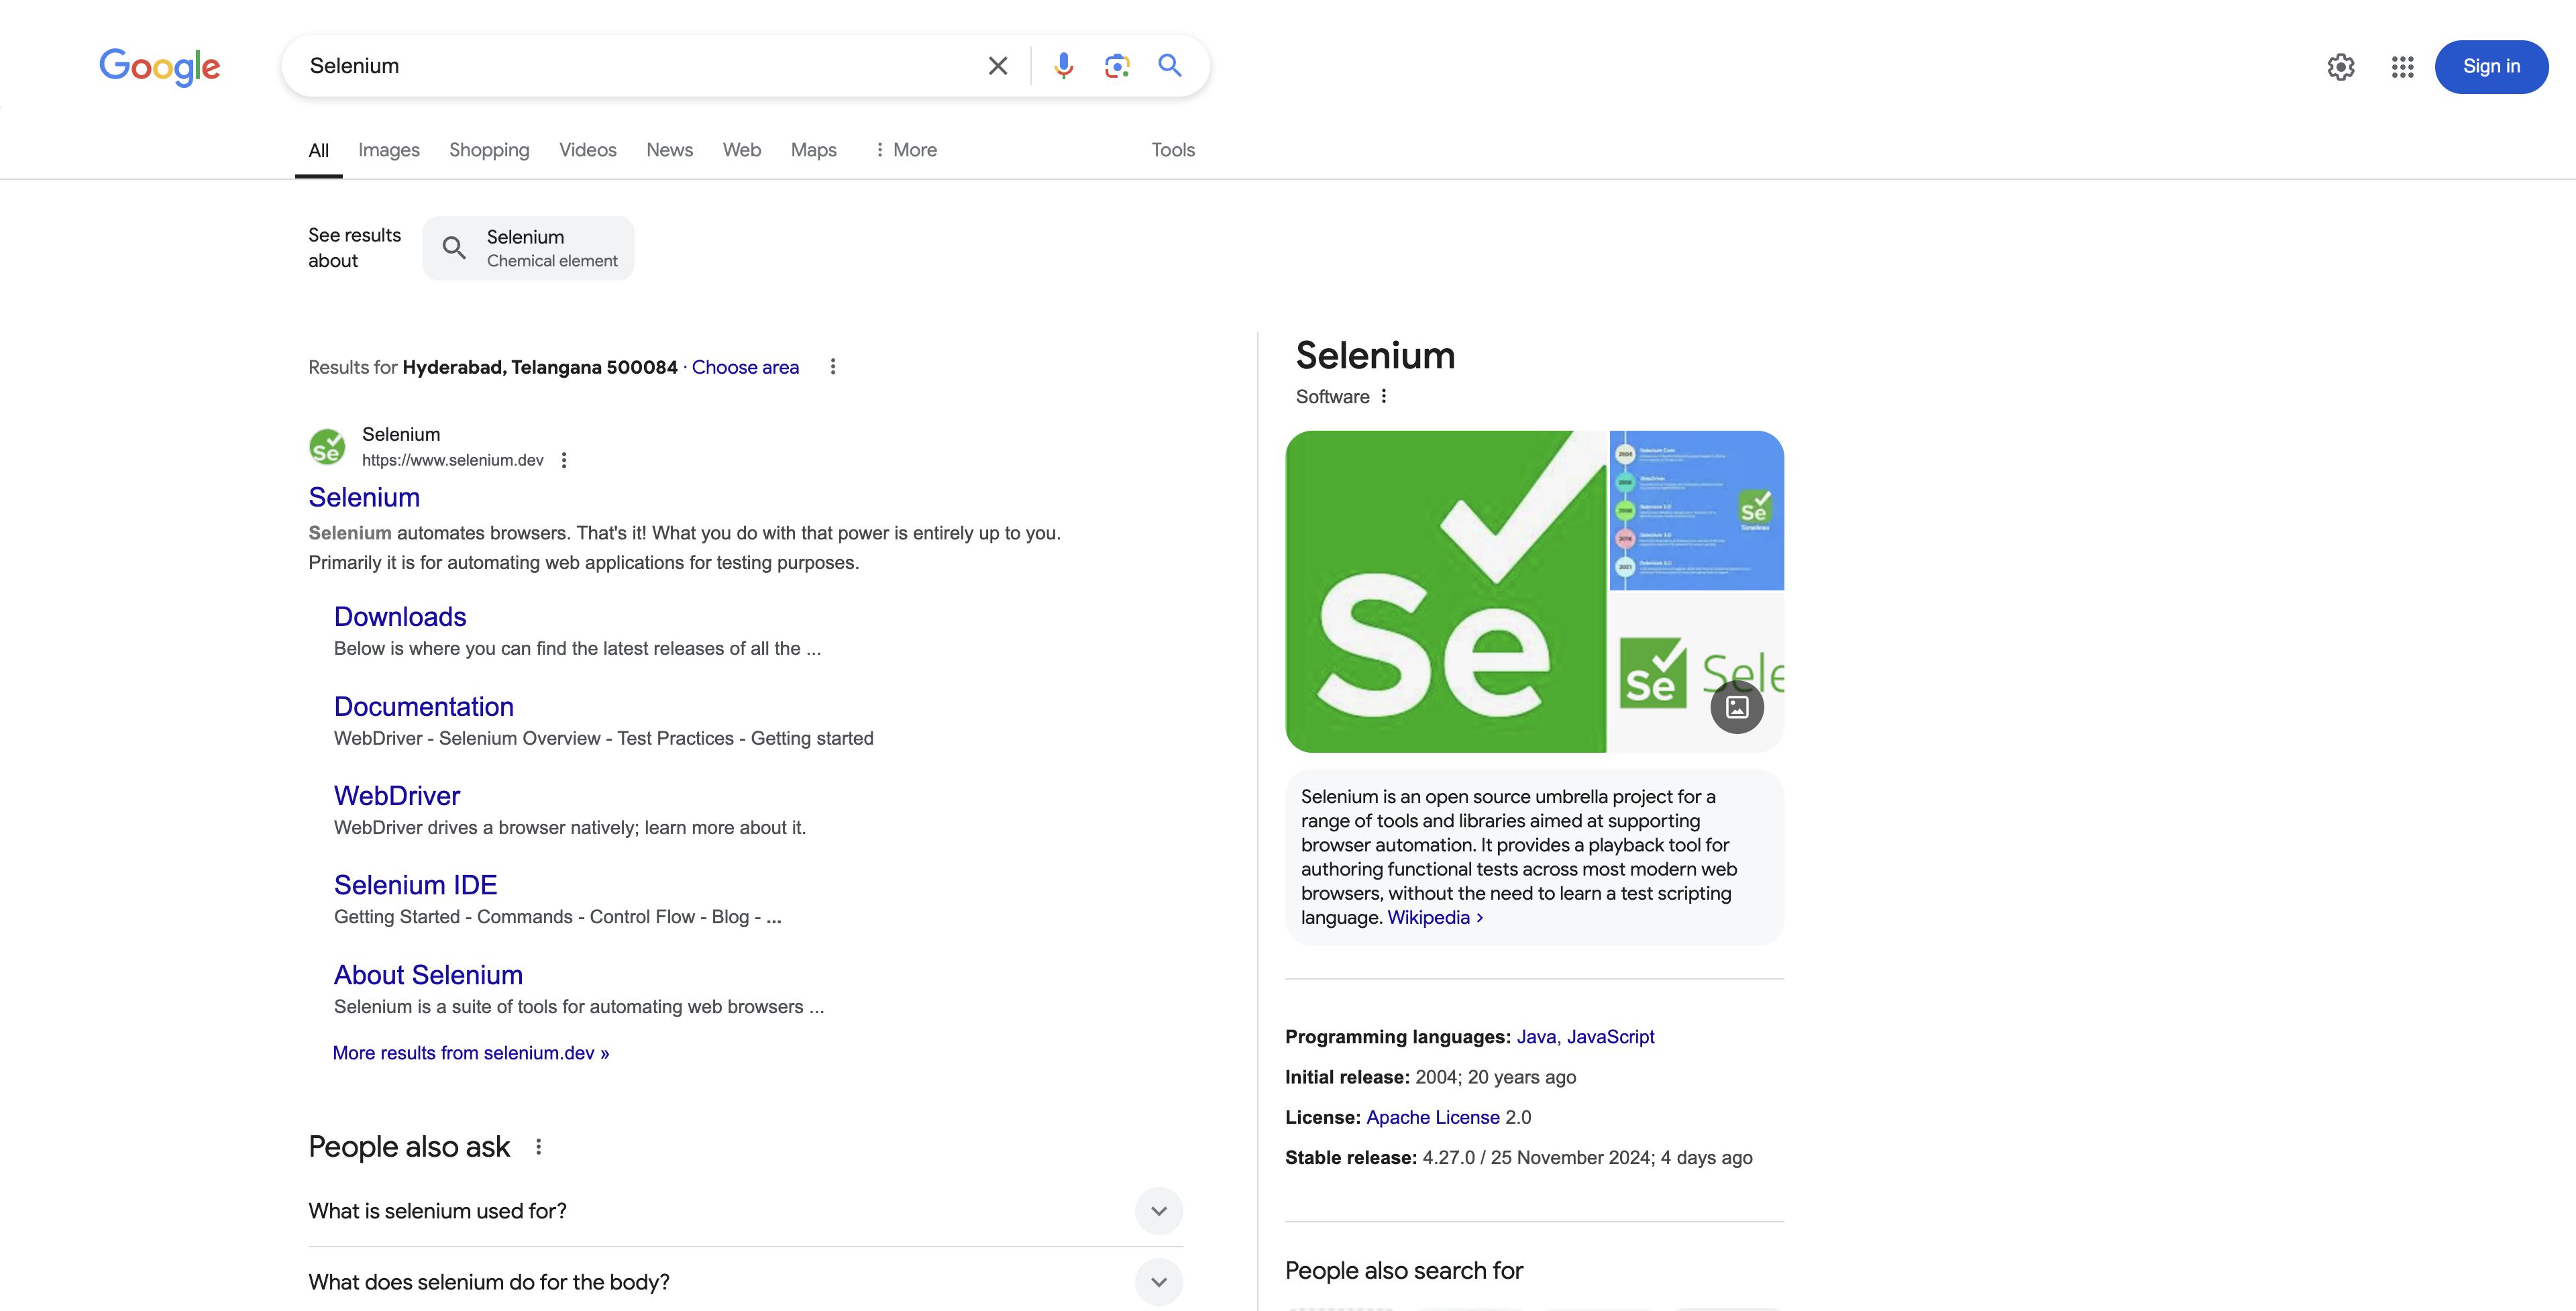 Google
Selenium
Sign in
All Images Shopping Videos News Web Maps More Tools
See results
about
Selenium
Chemical element
Results for Hyderabad, Telangana 500084 · Choose area
Selenium
https://www.selenium.dev
Selenium
Selenium automates browsers. That's it! What you do with that power is entirely up to you.
Primarily it is for automating web applications for testing purposes.
Downloads
Below is where you can find the latest releases of all the ...
Documentation
WebDriver - Selenium Overview - Test Practices - Getting started
WebDriver
WebDriver drives a browser natively; learn more about it.
Selenium IDE
Getting Started - Commands - Control Flow - Blog - ...
About Selenium
Selenium is a suite of tools for automating web browsers ...
More results from selenium.dev »
People also ask
What is selenium used for?
What does selenium do for the body?
Selenium
Software
Se
Se
Se Sele
Selenium is an open source umbrella project for a
range of tools and libraries aimed at supporting
browser automation. It provides a playback tool for
authoring functional tests across most modern web
browsers, without the need to learn a test scripting
language. Wikipedia ›
Programming languages: Java, JavaScript
Initial release: 2004; 20 years ago
License: Apache License 2.0
Stable release: 4.27.0 / 25 November 2024; 4 days ago
People also search for